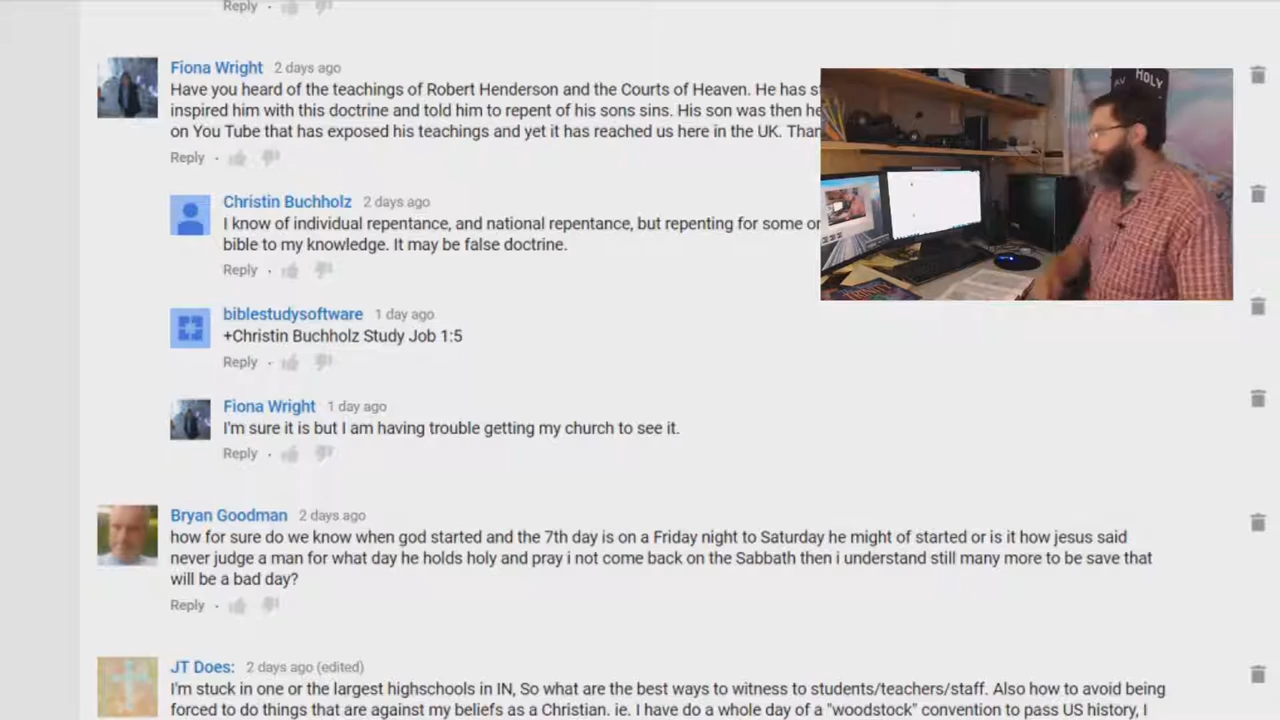 Reply
Fiona Wright 2 days ago
Have you heard of the teachings of Robert Henderson and the Courts of Heaven. He has
inspired him with this doctrine and told him to repent of his sons sins. His son was then
on You Tube that has exposed his teachings and yet it has reached us here in the UK.
Reply
Christin Buchholz 2 days ago
I know of individual repentance, and national repentance, but repenting for some
bible to my knowledge. It may be false doctrine.
Reply
biblestudysoftware 1 day ago
+Christin Buchholz Study Job 1:5
Reply
Fiona Wright 1 day ago
I'm sure it is but I am having trouble getting my church to see it.
Reply
Bryan Goodman 2 days ago
how for sure do we know when god started and the 7th day is on a Friday night to Saturday he might of started or is it how jesus said
never judge a man for what day he holds holy and pray i not come back on the Sabbath then i understand still many more to be save that
will be a bad day?
Reply
JT Does: 2 days ago (edited)
I'm stuck in one or the largest highschools in IN, So what are the best ways to witness to students/teachers/staff. Also how to avoid being
forced to do things that are against my beliefs as a Christian. ie. I have do a whole day of a "woodstock" convention to pass US history, I
HOLY
TRINITY